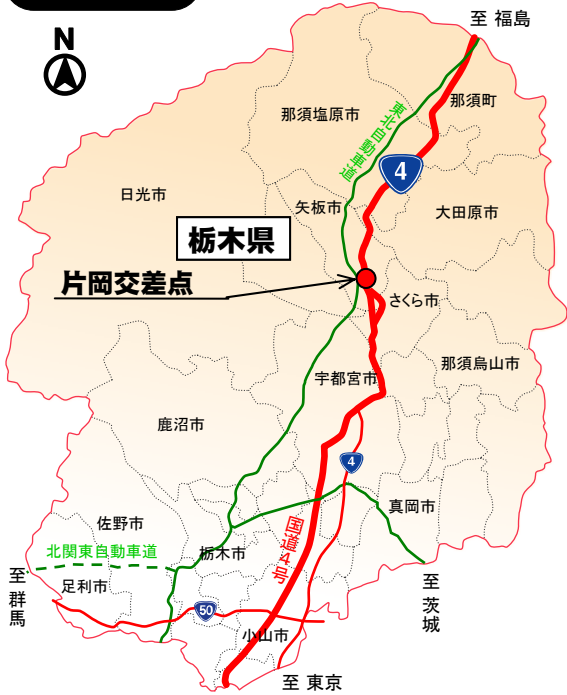 至 福島
N
那須町
那須塩原市
東北自動車道
4
日光市
矢板市
大田原市
栃木県
片岡交差点
さくら市
宇都宮市
那須烏山市
鹿沼市
4
真岡市
佐野市
国道4号
北関東自動車道
栃木市
至 群馬
足利市
至 茨城
50
小山市
至 東京